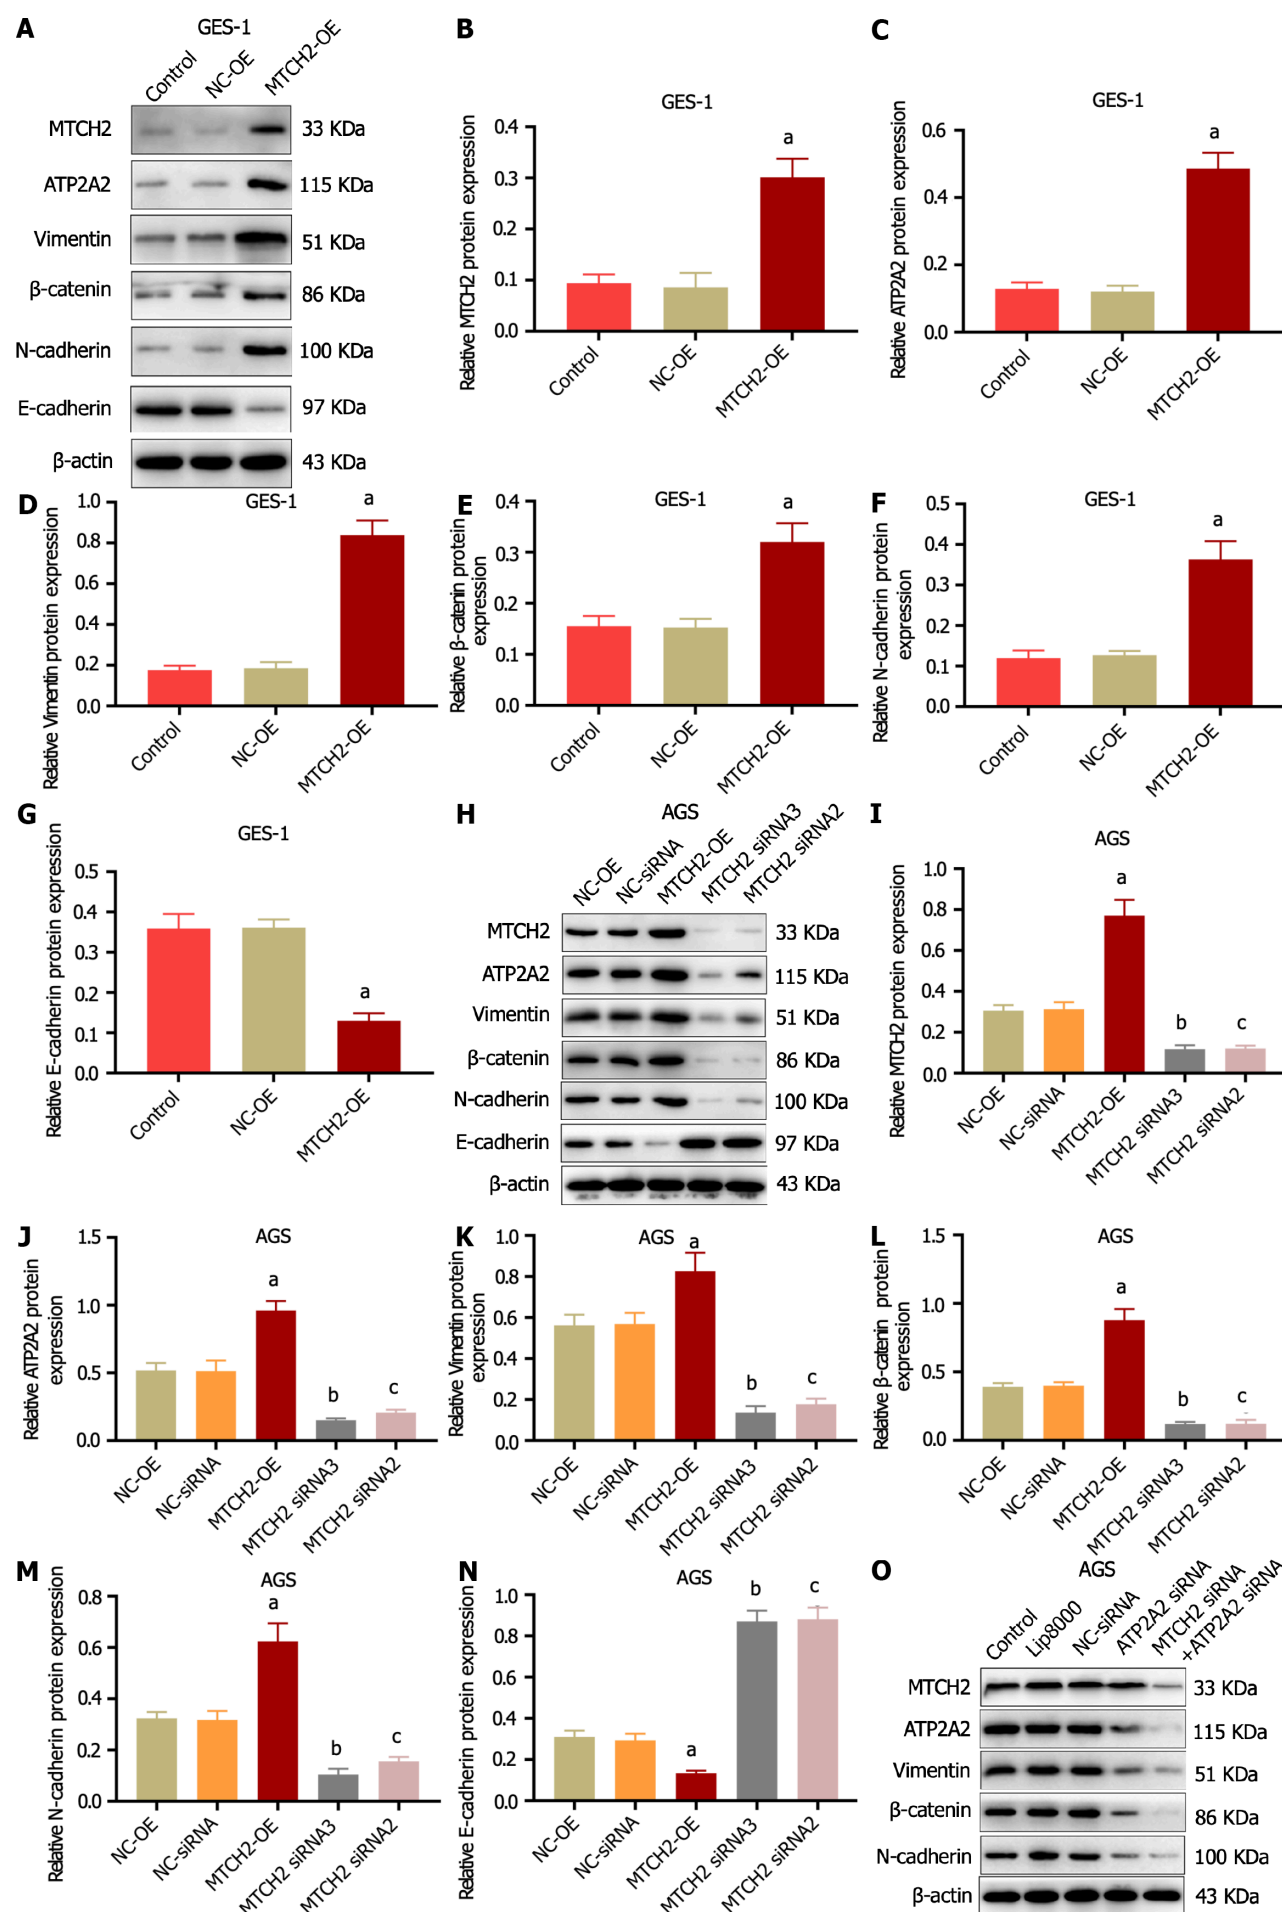 A
GES-1
Control
NC-OE
MTCH2-OE
MTCH2
33 KDa
ATP2A2
115 KDa
Vimentin
51 KDa
β-catenin
86 KDa
N-cadherin
100 KDa
E-cadherin
97 KDa
β-actin
43 KDa
B
GES-1
Relative MTCH2 protein expression
0.4
0.3
0.2
0.1
0.0
a
Control
NC-OE
MTCH2-OE
C
GES-1
Relative ATP2A2 protein expression
0.6
0.4
0.2
0.0
a
Control
NC-OE
MTCH2-OE
D
GES-1
Relative Vimentin protein expression
1.0
0.8
0.6
0.4
0.2
0.0
a
Control
NC-OE
MTCH2-OE
E
GES-1
Relative β-catenin protein
expression
0.4
0.3
0.2
0.1
0.0
a
Control
NC-OE
MTCH2-OE
F
GES-1
Relative N-cadherin protein
expression
0.5
0.4
0.3
0.2
0.1
0.0
a
Control
NC-OE
MTCH2-OE
G
GES-1
Relative E-cadherin protein expression
0.5
0.4
0.3
0.2
0.1
0.0
a
Control
NC-OE
MTCH2-OE
H
AGS
NC-OE
NC-siRNA
MTCH2-OE
MTCH2 siRNA3
MTCH2 siRNA2
MTCH2
33 KDa
ATP2A2
115 KDa
Vimentin
51 KDa
β-catenin
86 KDa
N-cadherin
100 KDa
E-cadherin
97 KDa
β-actin
43 KDa
I
AGS
Relative MTCH2 protein expression
1.0
0.8
0.6
0.4
0.2
0.0
a
b
c
NC-OE
NC-siRNA
MTCH2-OE
MTCH2 siRNA3
MTCH2 siRNA2
J
AGS
Relative ATP2A2 protein
expression
1.5
1.0
0.5
0.0
a
b
c
NC-OE
NC-siRNA
MTCH2-OE
MTCH2 siRNA3
MTCH2 siRNA2
K
AGS
Relative Vimentin protein
expression
1.0
0.8
0.6
0.4
0.2
0.0
a
b
c
NC-OE
NC-siRNA
MTCH2-OE
MTCH2 siRNA3
MTCH2 siRNA2
L
AGS
Relative β-catenin protein
expression
1.5
1.0
0.5
0.0
a
b
c
NC-OE
NC-siRNA
MTCH2-OE
MTCH2 siRNA3
MTCH2 siRNA2
M
AGS
Relative N-cadherin protein expression
0.8
0.6
0.4
0.2
0.0
a
b
c
NC-OE
NC-siRNA
MTCH2-OE
MTCH2 siRNA3
MTCH2 siRNA2
N
AGS
Relative E-cadherin protein expression
1.0
0.8
0.6
0.4
0.2
0.0
a
b
c
NC-OE
NC-siRNA
MTCH2-OE
MTCH2 siRNA3
MTCH2 siRNA2
O
AGS
Control
Lip8000
NC-siRNA
ATP2A2 siRNA
MTCH2 siRNA
+ATP2A2 siRNA
MTCH2
33 KDa
ATP2A2
115 KDa
Vimentin
51 KDa
β-catenin
86 KDa
N-cadherin
100 KDa
β-actin
43 KDa